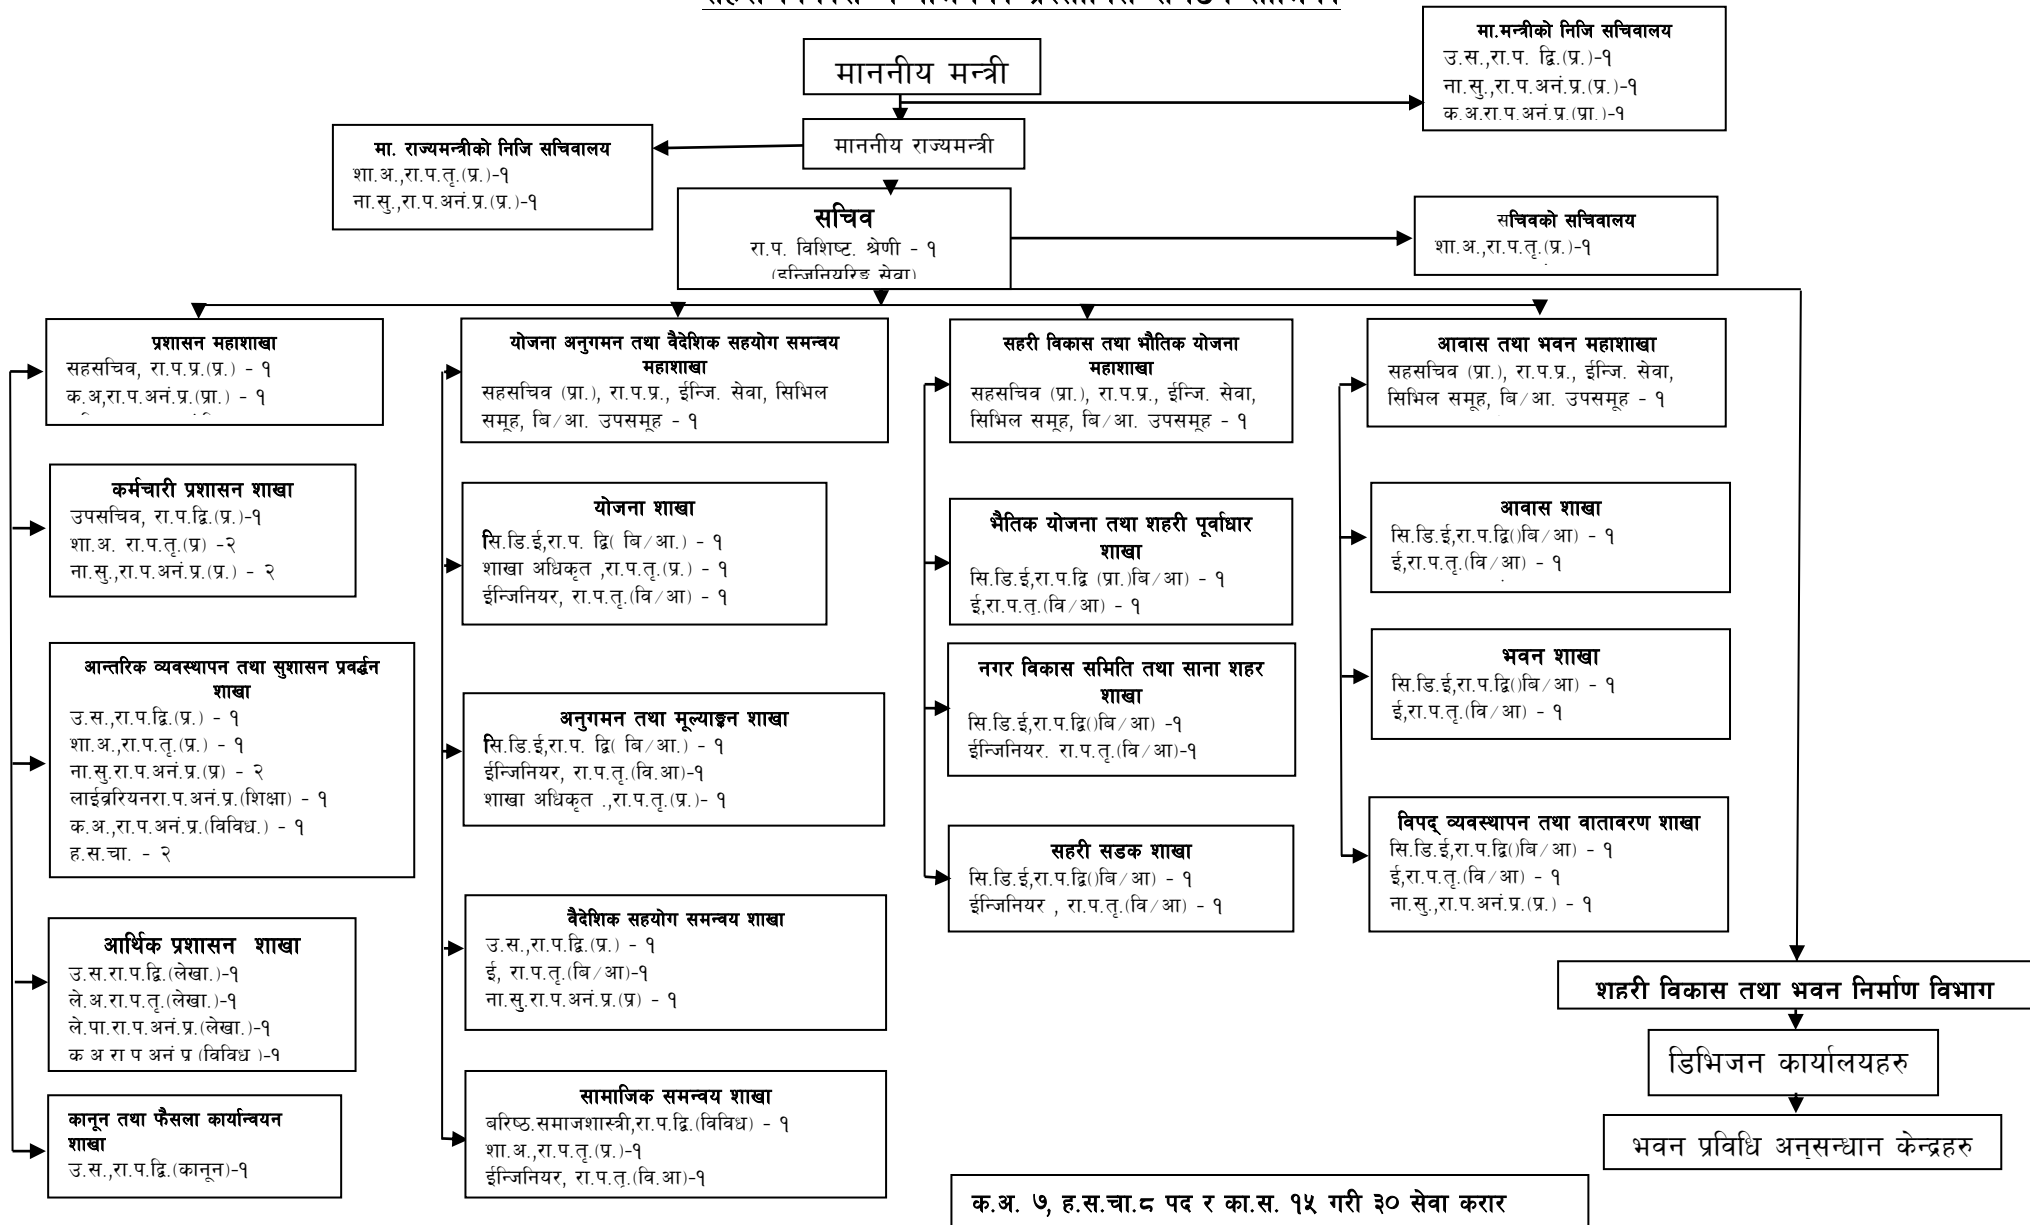 मा.मन्त्रीको निजि सचिवालय
उ.स.,रा.प. द्वि.(प्र.)-१
ना.सु.,रा.प.अनं.प्र.(प्र.)-१
क.अ.रा.प.अनं.प्र.(प्रा.)-१
माननीय मन्त्री
माननीय राज्यमन्त्री
मा. राज्यमन्त्रीको निजि सचिवालय
शा.अ.,रा.प.तृ.(प्र.)-१
ना.सु.,रा.प.अनं.प्र.(प्र.)-१
सचिव
रा.प. विशिष्ट. श्रेणी - १
(इन्जिनियरिङ्ग सेवा)
सचिवको सचिवालय
शा.अ.,रा.प.तृ.(प्र.)-१
प्रशासन महाशाखा
सहसचिव, रा.प.प्र.(प्र.) - १
क.अ,रा.प.अनं.प्र.(प्रा.) - १
कर्मचारी प्रशासन शाखा
उपसचिव, रा.प.द्वि.(प्र.)-१
शा.अ. रा.प.तृ.(प्र) -२
ना.सु.,रा.प.अनं.प्र.(प्र.) - २
आन्तरिक व्यवस्थापन तथा सुशासन प्रवर्द्धन
शाखा
उ.स.,रा.प.द्वि.(प्र.) - १
शा.अ.,रा.प.तृ.(प्र.) - १
ना.सु.रा.प.अनं.प्र.(प्र) - २
लाईब्ररियनरा.प.अनं.प्र.(शिक्षा) - १
क.अ.,रा.प.अनं.प्र.(विविध.) - १
ह.स.चा. - २
आर्थिक प्रशासन शाखा
उ.स.रा.प.द्वि.(लेखा.)-१
ले.अ.रा.प.तृ.(लेखा.)-१
ले.पा.रा.प.अनं.प्र.(लेखा.)-१
क.अ.रा.प.अनं.प्र.(विविध.)-१
कानून तथा फैसला कार्यान्वयन
शाखा
उ.स.,रा.प.द्वि.(कानून)-१
योजना अनुगमन तथा वैदेशिक सहयोग समन्वय
महाशाखा
सहसचिव (प्रा.), रा.प.प्र., ईन्जि. सेवा, सिभिल
समूह, बि/आ. उपसमूह - १
योजना शाखा
सि.डि.ई,रा.प. द्वि( बि/आ.) - १
शाखा अधिकृत ,रा.प.तृ.(प्र.) - १
ईन्जिनियर, रा.प.तृ.(वि/आ) - १
अनुगमन तथा मूल्याङ्कन शाखा
सि.डि.ई,रा.प. द्वि( बि/आ.) - १
ईन्जिनियर, रा.प.तृ.(वि.आ)-१
शाखा अधिकृत .,रा.प.तृ.(प्र.)- १
वैदेशिक सहयोग समन्वय शाखा
उ.स.,रा.प.द्वि.(प्र.) - १
ई, रा.प.तृ.(बि/आ)-१
ना.सु.रा.प.अनं.प्र.(प्र) - १
सामाजिक समन्वय शाखा
बरिष्ठ.समाजशास्त्री,रा.प.द्वि.(विविध) - १
शा.अ.,रा.प.तृ.(प्र.)-१
ईन्जिनियर, रा.प.तृ.(वि.आ)-१
सहरी विकास तथा भौतिक योजना
महाशाखा
सहसचिव (प्रा.), रा.प.प्र., ईन्जि. सेवा,
सिभिल समूह, बि/आ. उपसमूह - १
भैतिक योजना तथा शहरी पूर्वाधार
शाखा
सि.डि.ई,रा.प.द्वि (प्रा.)बि/आ) - १
ई,रा.प.तृ.(वि/आ) - १
नगर विकास समिति तथा साना शहर
शाखा
सि.डि.ई,रा.प.द्वि()बि/आ) -१
ईन्जिनियर. रा.प.तृ.(वि/आ)-१
सहरी सडक शाखा
सि.डि.ई,रा.प.द्वि()बि/आ) - १
ईन्जिनियर , रा.प.तृ.(वि/आ) - १
आवास तथा भवन महाशाखा
सहसचिव (प्रा.), रा.प.प्र., ईन्जि. सेवा,
सिभिल समूह, बि/आ. उपसमूह - १
आवास शाखा
सि.डि.ई,रा.प.द्वि()बि/आ) - १
ई,रा.प.तृ.(वि/आ) - १
भवन शाखा
सि.डि.ई,रा.प.द्वि()बि/आ) - १
ई,रा.प.तृ.(वि/आ) - १
विपद् व्यवस्थापन तथा वातावरण शाखा
सि.डि.ई,रा.प.द्वि()बि/आ) - १
ई,रा.प.तृ.(वि/आ) - १
ना.सु.,रा.प.अनं.प्र.(प्र.) - १
शहरी विकास तथा भवन निर्माण विभाग
डिभिजन कार्यालयहरु
भवन प्रविधि अनुसन्धान केन्द्रहरु
क.अ. ७, ह.स.चा.८ पद र का.स. १५ गरी ३० सेवा करार